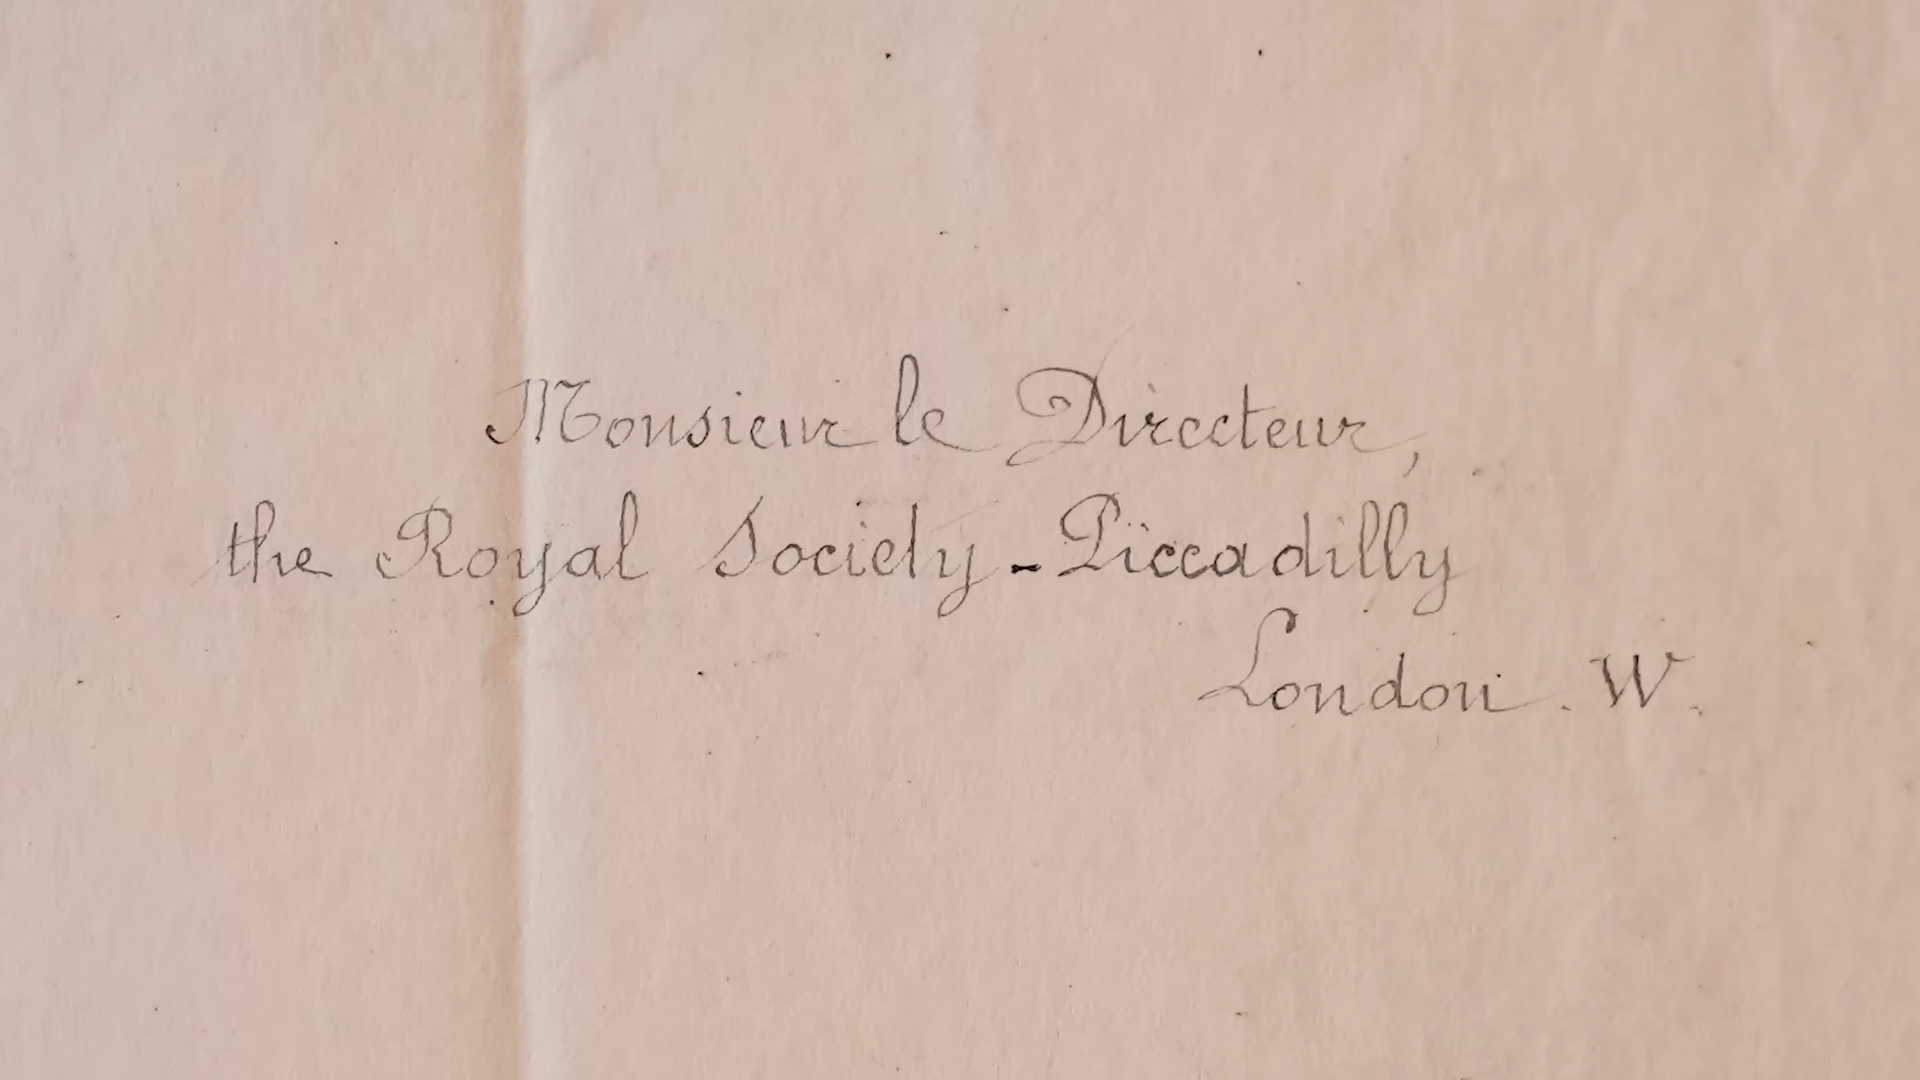 Monsieur le Directeur,
the Royal Society - Piccadilly
London. W.